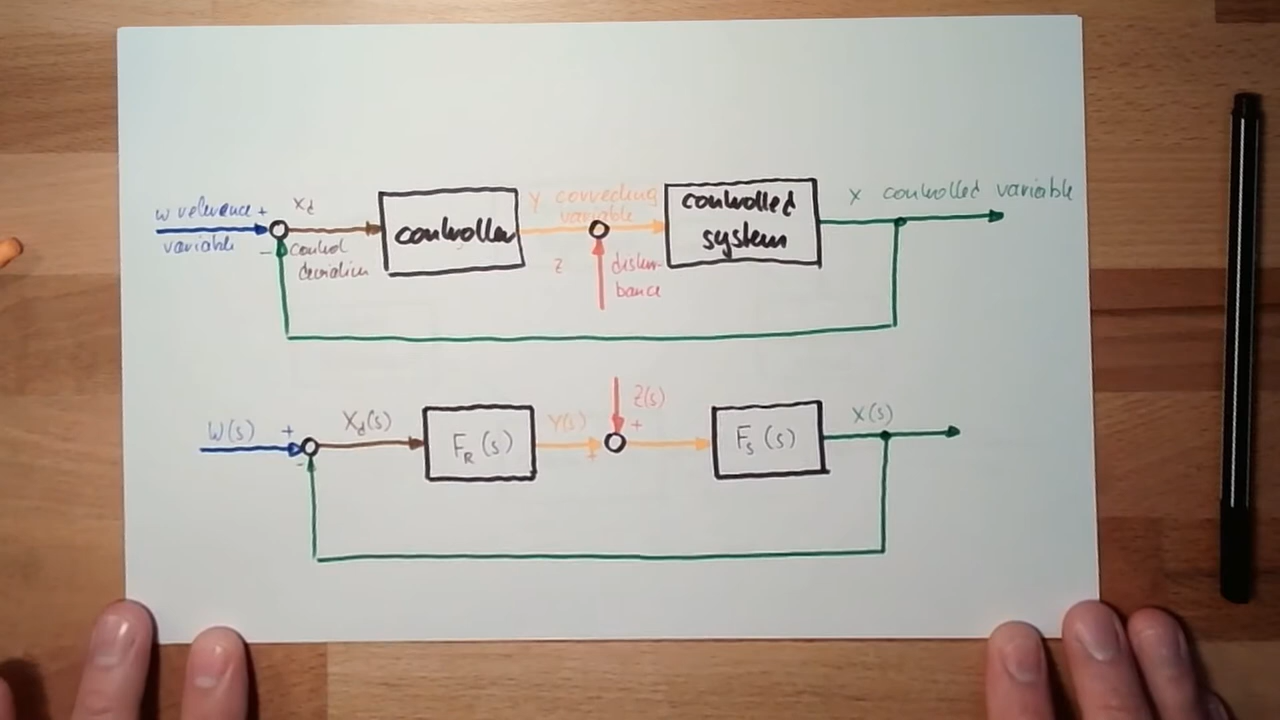 w reference +
variable
−
x_d
control
deviation
controller
y correcting
variable
z
distur-
bance
controlled
system
x controlled variable
W(s) +
-
X_d(s)
F_R(s)
Y(s)
+
Z(s)
+
F_S(s)
X(s)